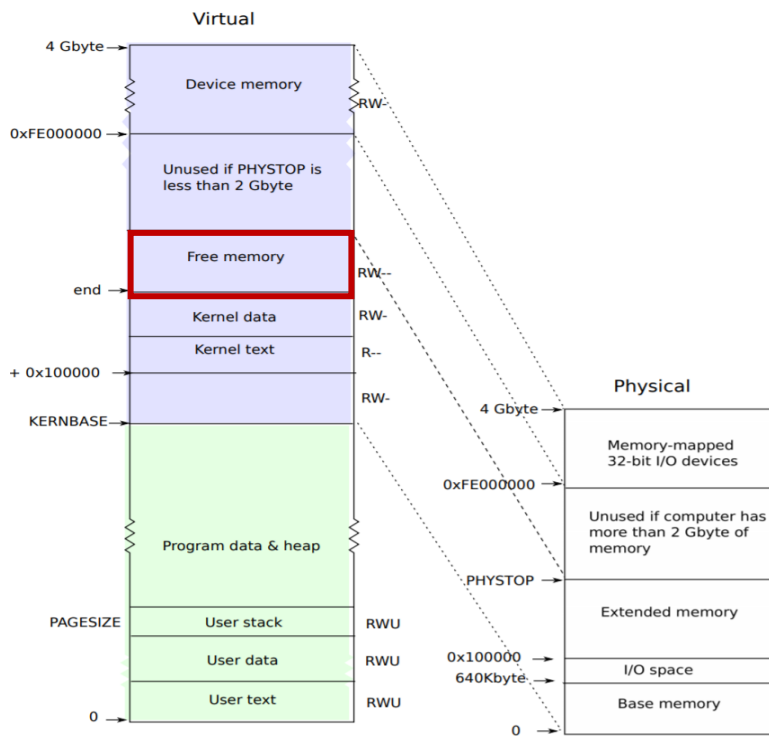 Virtual
4 Gbyte
Device memory
RW-
0xFE000000
Unused if PHYSTOP is
less than 2 Gbyte
Free memory
RW--
end
Kernel data
RW-
Kernel text
R--
+ 0x100000
RW-
KERNBASE
Program data & heap
PAGESIZE
User stack
RWU
User data
RWU
User text
RWU
0
Physical
4 Gbyte
Memory-mapped
32-bit I/O devices
0xFE000000
Unused if computer has
more than 2 Gbyte of
memory
PHYSTOP
Extended memory
0x100000
I/O space
640Kbyte
Base memory
0